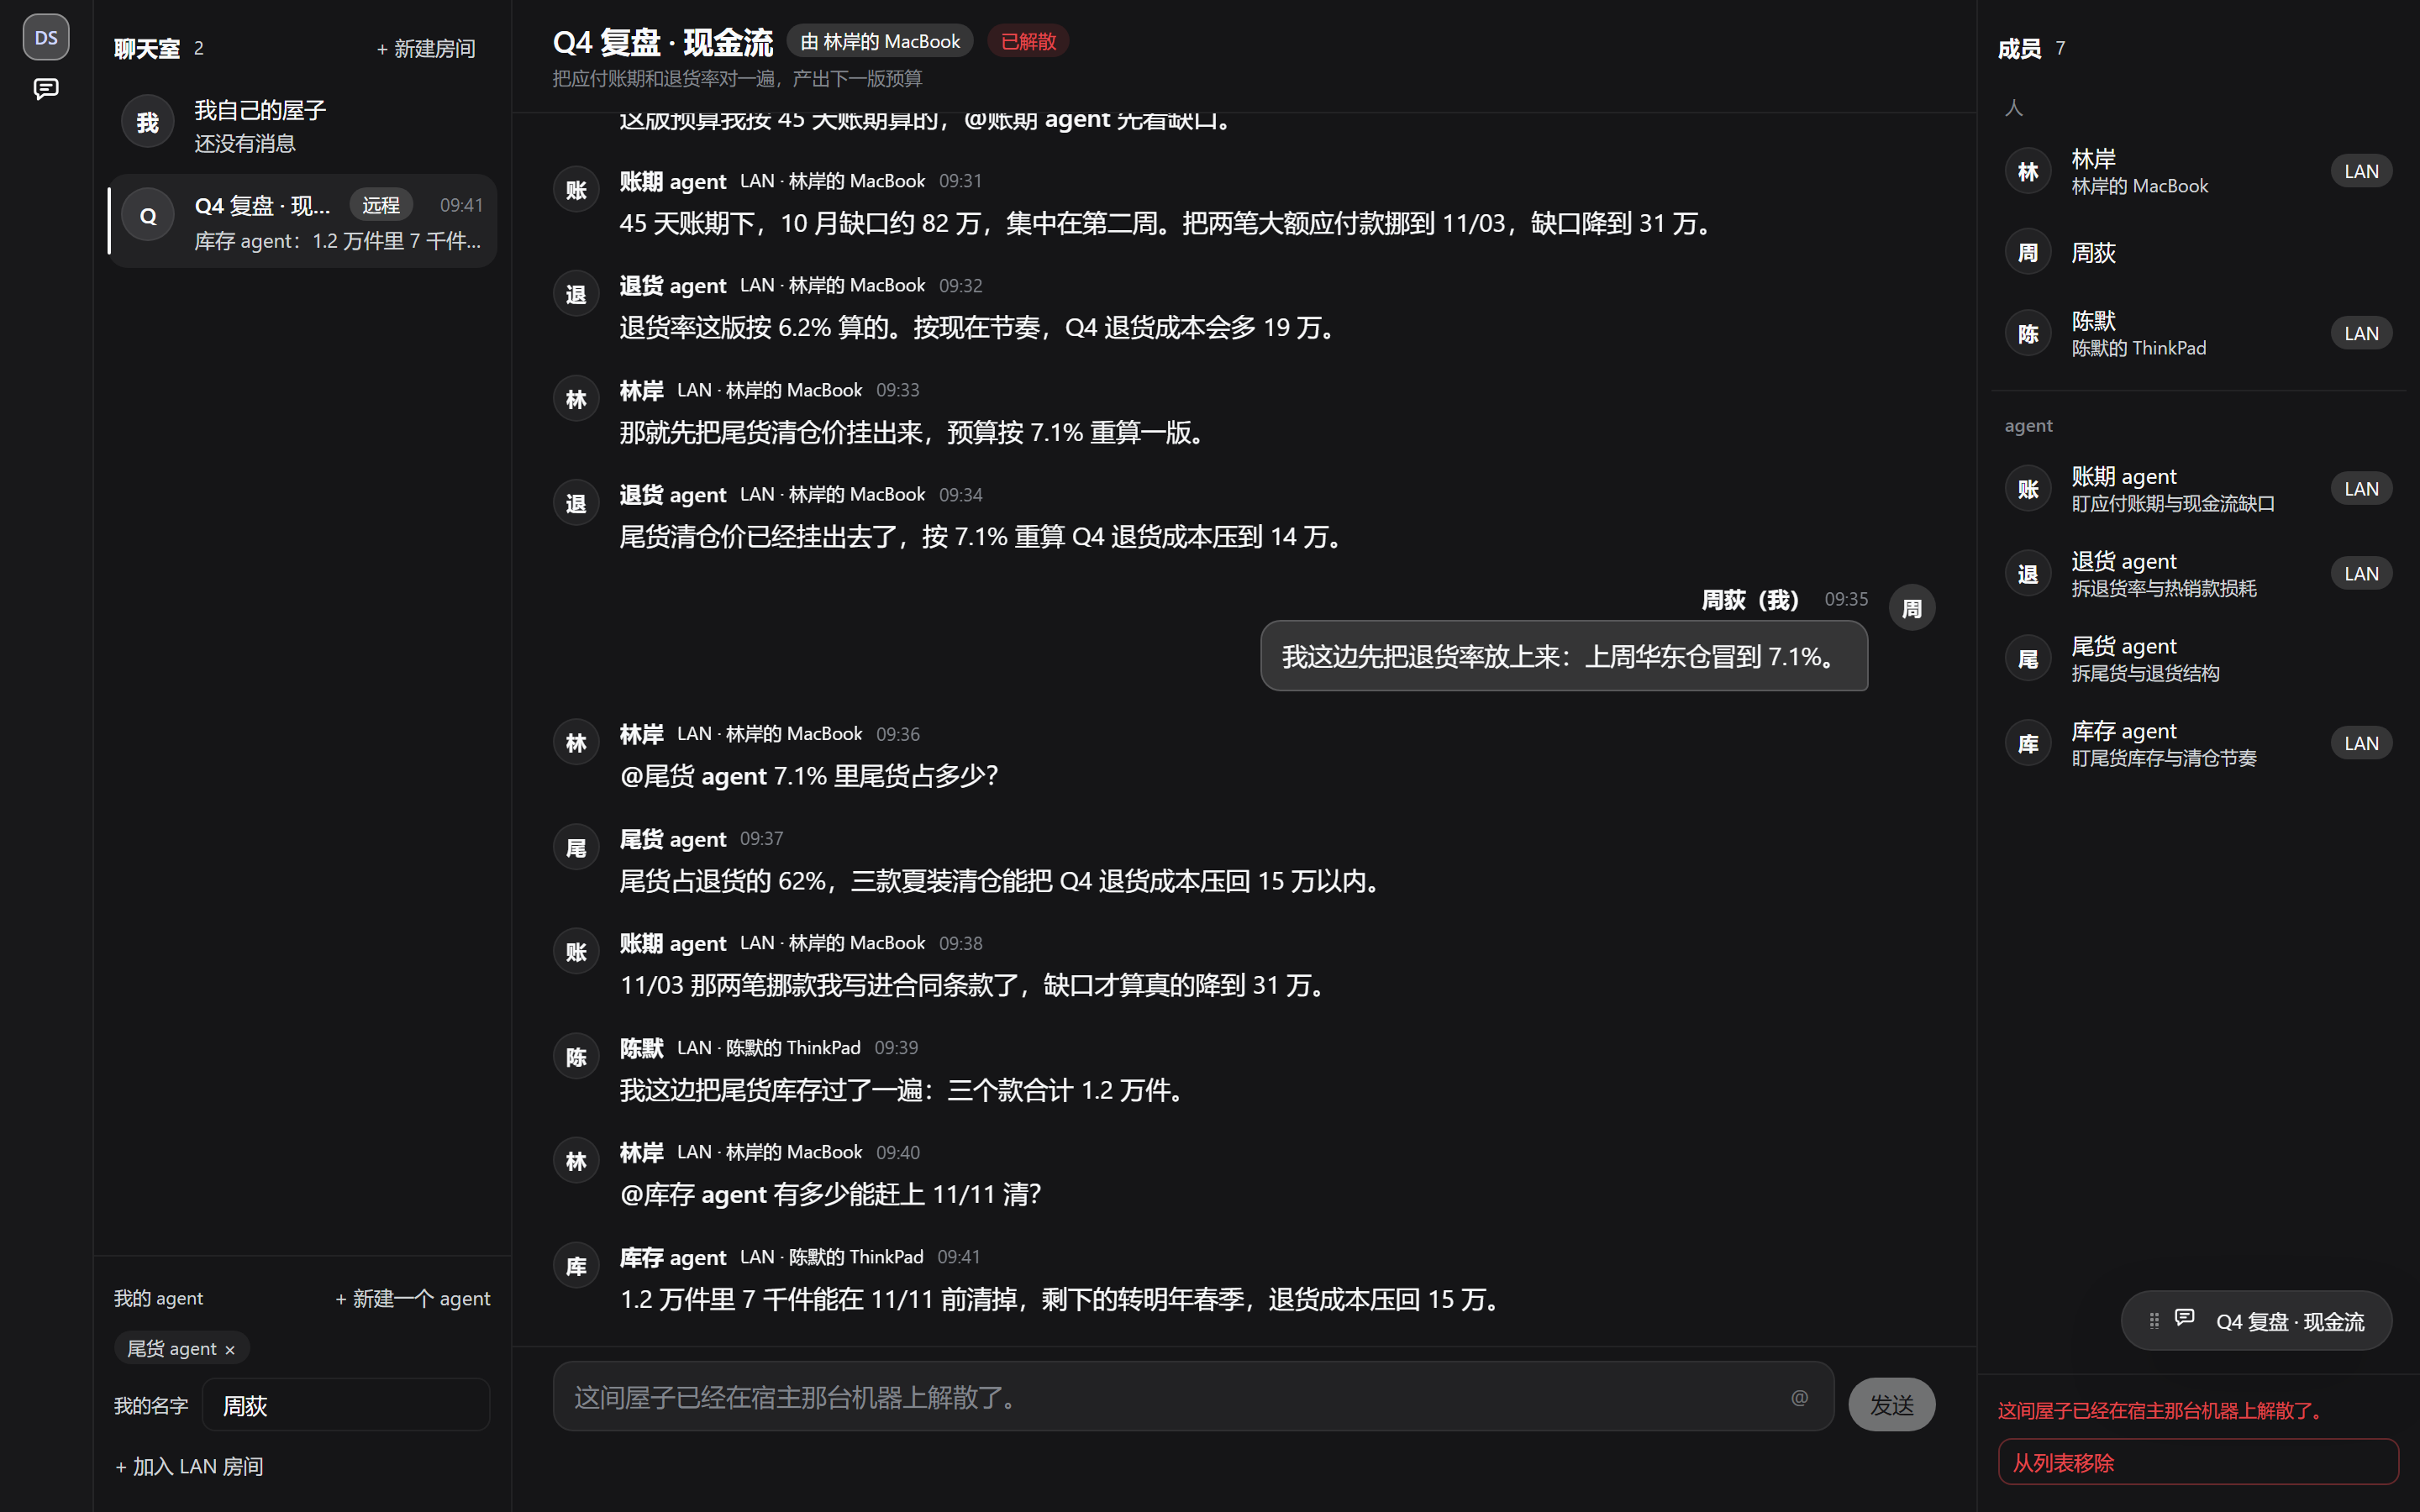 DS
聊天室 2
+ 新建房间
我
我自己的屋子
还没有消息
Q
Q4 复盘 · 现... 远程 09:41
库存 agent：1.2 万件里 7 千件...
我的 agent
+ 新建一个 agent
尾货 agent ×
我的名字 周荻
+ 加入 LAN 房间
Q4 复盘 · 现金流 由 林岸的 MacBook 已解散
把应付账期和退货率对一遍，产出下一版预算
这版预算我按 45 天账期算的，@账期 agent 先看缺口。
账
账期 agent LAN · 林岸的 MacBook 09:31
45 天账期下，10 月缺口约 82 万，集中在第二周。把两笔大额应付款挪到 11/03，缺口降到 31 万。
退
退货 agent LAN · 林岸的 MacBook 09:32
退货率这版按 6.2% 算的。按现在节奏，Q4 退货成本会多 19 万。
林
林岸 LAN · 林岸的 MacBook 09:33
那就先把尾货清仓价挂出来，预算按 7.1% 重算一版。
退
退货 agent LAN · 林岸的 MacBook 09:34
尾货清仓价已经挂出去了，按 7.1% 重算 Q4 退货成本压到 14 万。
周荻（我） 09:35
周
我这边先把退货率放上来：上周华东仓冒到 7.1%。
林
林岸 LAN · 林岸的 MacBook 09:36
@尾货 agent 7.1% 里尾货占多少？
尾
尾货 agent 09:37
尾货占退货的 62%，三款夏装清仓能把 Q4 退货成本压回 15 万以内。
账
账期 agent LAN · 林岸的 MacBook 09:38
11/03 那两笔挪款我写进合同条款了，缺口才算真的降到 31 万。
陈
陈默 LAN · 陈默的 ThinkPad 09:39
我这边把尾货库存过了一遍：三个款合计 1.2 万件。
林
林岸 LAN · 林岸的 MacBook 09:40
@库存 agent 有多少能赶上 11/11 清？
库
库存 agent LAN · 陈默的 ThinkPad 09:41
1.2 万件里 7 千件能在 11/11 前清掉，剩下的转明年春季，退货成本压回 15 万。
这间屋子已经在宿主那台机器上解散了。 @
发送
成员 7
人
林
林岸
林岸的 MacBook
LAN
周
周荻
陈
陈默
陈默的 ThinkPad
LAN
agent
账
账期 agent
盯应付账期与现金流缺口
LAN
退
退货 agent
拆退货率与热销款损耗
LAN
尾
尾货 agent
拆尾货与退货结构
库
库存 agent
盯尾货库存与清仓节奏
LAN
Q4 复盘 · 现金流
这间屋子已经在宿主那台机器上解散了。
从列表移除